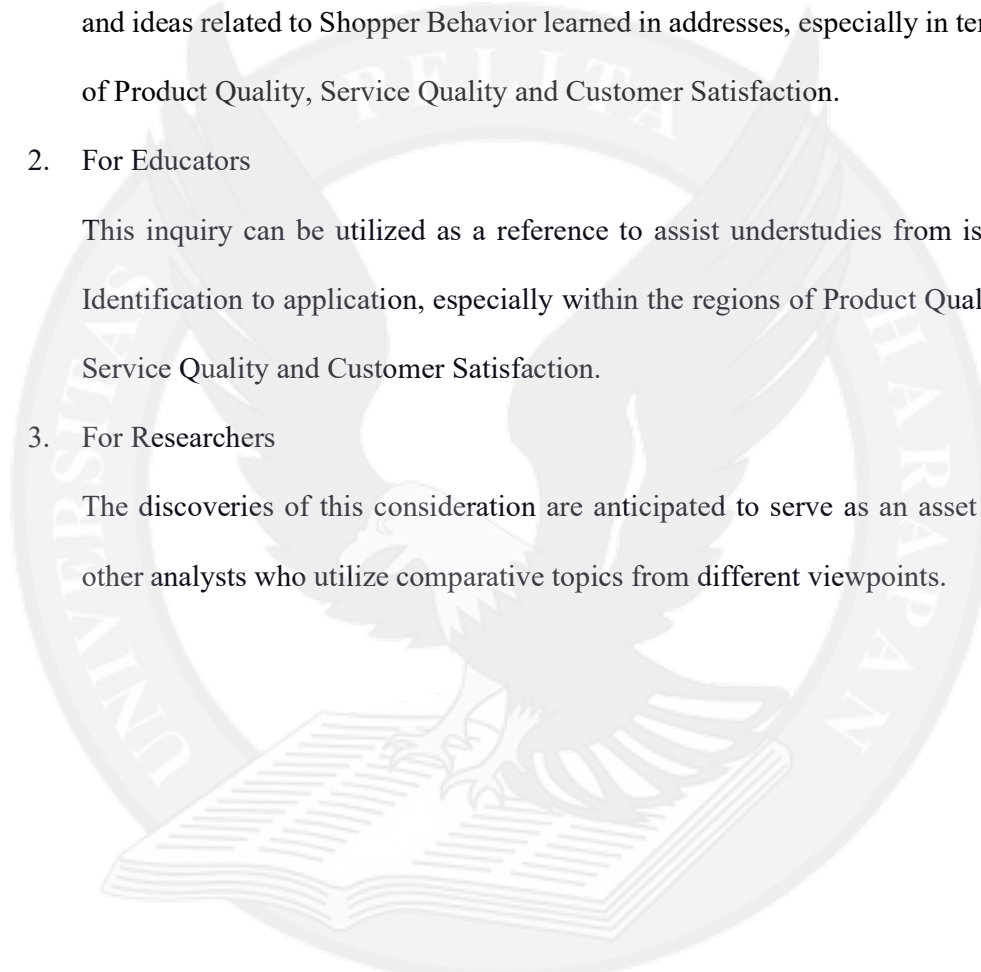 and ideas related to Shopper Behavior learned in addresses, especially in
of Product Quality, Service Quality and Customer Satisfaction.
2. For Educators
This inquiry can be utilized as a reference to assist understudies from
Identification to application, especially within the regions of Product
Service Quality and Customer Satisfaction.
3. For Researchers
The discoveries of this consideration are anticipated to serve as an asset
other analysts who utilize comparative topics from different viewpoints.
UNIVERSITAS PELITA HARAPAN